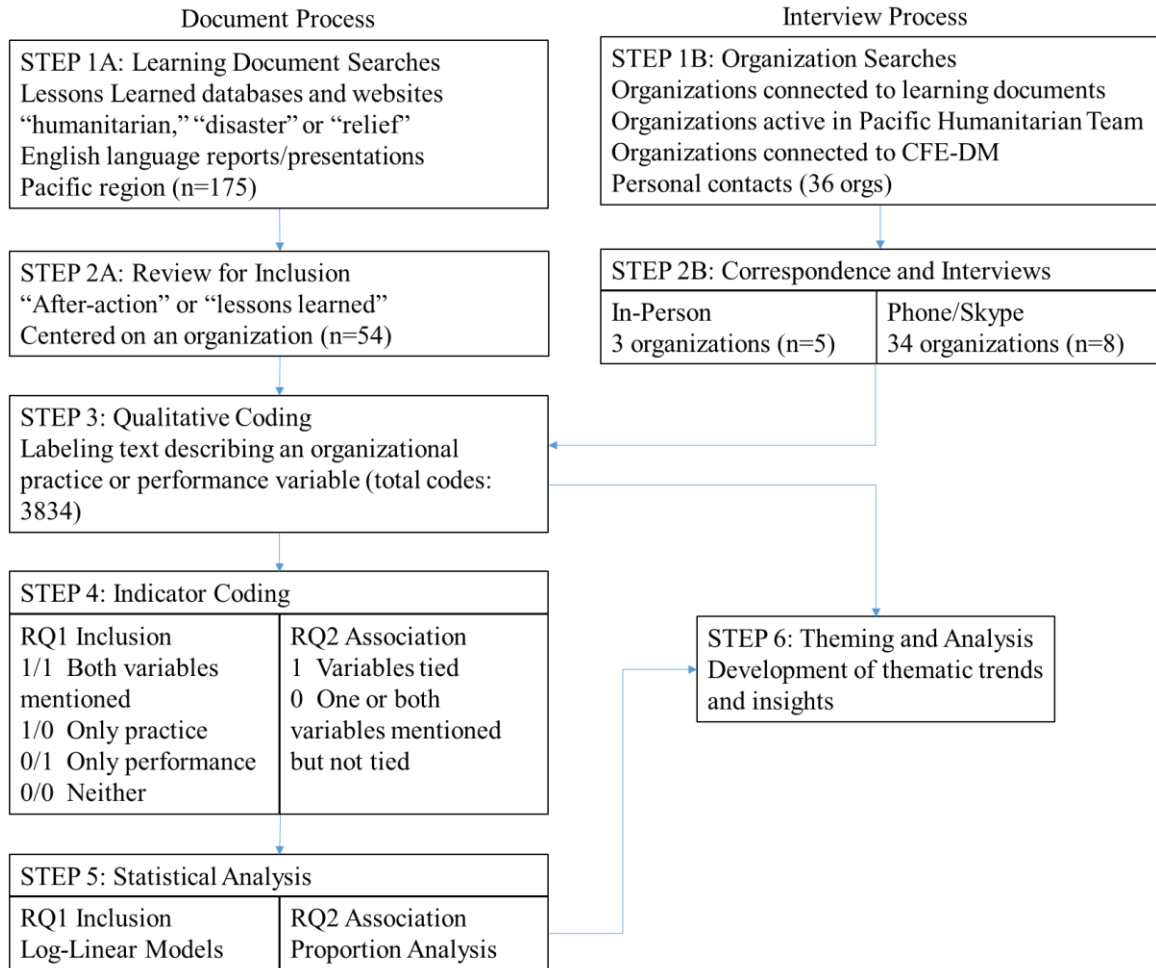 Document Process
STEP 1A: Learning Document Searches
Lessons Learned databases and websites
“humanitarian,” “disaster” or “relief”
English language reports/presentations
Pacific region (n=175)
STEP 2A: Review for Inclusion
“After-action” or “lessons learned”
Centered on an organization (n=54)
Interview Process
STEP 1B: Organization Searches
Organizations connected to learning documents
Organizations active in Pacific Humanitarian Team
Organizations connected to CFE-DM
Personal contacts (36 orgs)
STEP 2B: Correspondence and Interviews
In-Person
3 organizations (n=5)
Phone/Skype
34 organizations (n=8)
STEP 3: Qualitative Coding
Labeling text describing an organizational
practice or performance variable (total codes:
3834)
STEP 4: Indicator Coding
RQ1 Inclusion
1/1 Both variables
mentioned
1/0 Only practice
0/1 Only performance
0/0 Neither
RQ2 Association
1 Variables tied
0 One or both
variables mentioned
but not tied
STEP 5: Statistical Analysis
RQ1 Inclusion
Log-Linear Models
RQ2 Association
Proportion Analysis
STEP 6: Theming and Analysis
Development of thematic trends
and insights